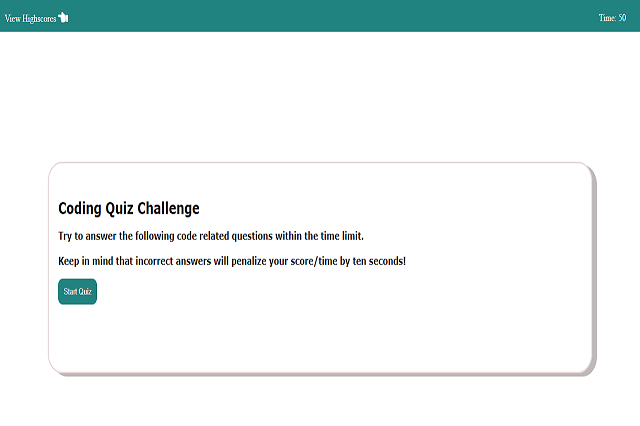 View Highscores
Time: 50
Coding Quiz Challenge
Try to answer the following code related questions within the time limit.
Keep in mind that incorrect answers will penalize your score/time by ten seconds!
Start Quiz